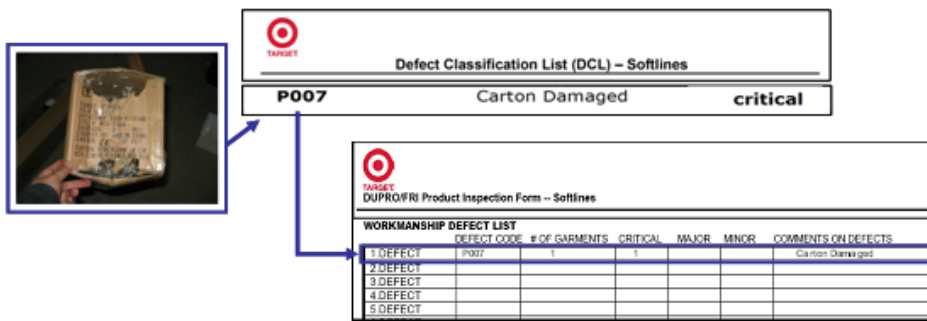 TARGET
Defect Classification List (DCL) – Softlines
P007 Carton Damaged critical
TARGET
DUPRO/FRI Product Inspection Form -- Softlines
WORKMANSHIP DEFECT LIST
DEFECT CODE # OF GARMENTS CRITICAL MAJOR MINOR COMMENTS ON DEFECTS
1.DEFECT P007 1 1 Carton Damaged
2.DEFECT
3.DEFECT
4.DEFECT
5.DEFECT